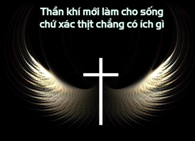 Thần khí mới làm cho sống
chứ xác thịt chẳng có ích gì